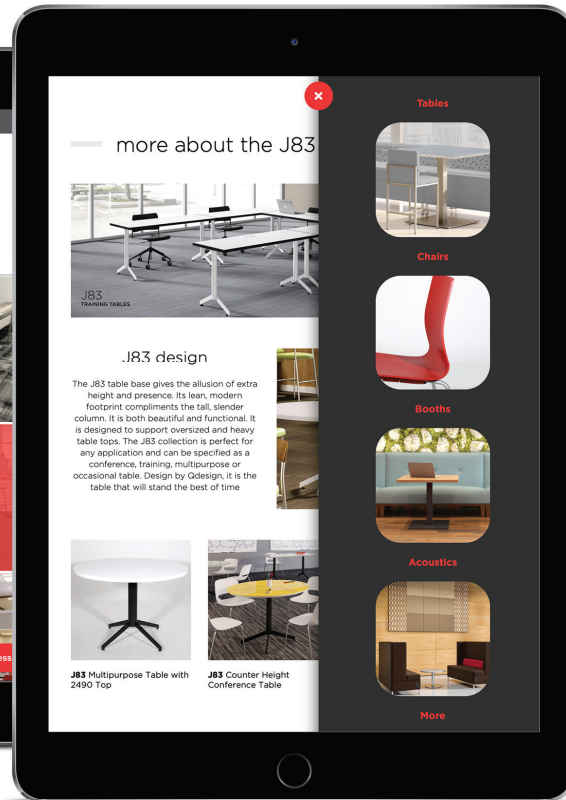 more about the J83
J83
TRAINING TABLES
J83 design
The J83 table base gives the allusion of extra
height and presence. Its lean, modern
footprint compliments the tall, slender
column. It is both beautiful and functional. It
is designed to support oversized and heavy
table tops. The J83 collection is perfect for
any application and can be specified as a
conference, training, multipurpose or
occasional table. Design by Qdesign, it is the
table that will stand the best of time
J83 Multipurpose Table with
2490 Top
J83 Counter Height
Conference Table
Tables
Chairs
Booths
Acoustics
More